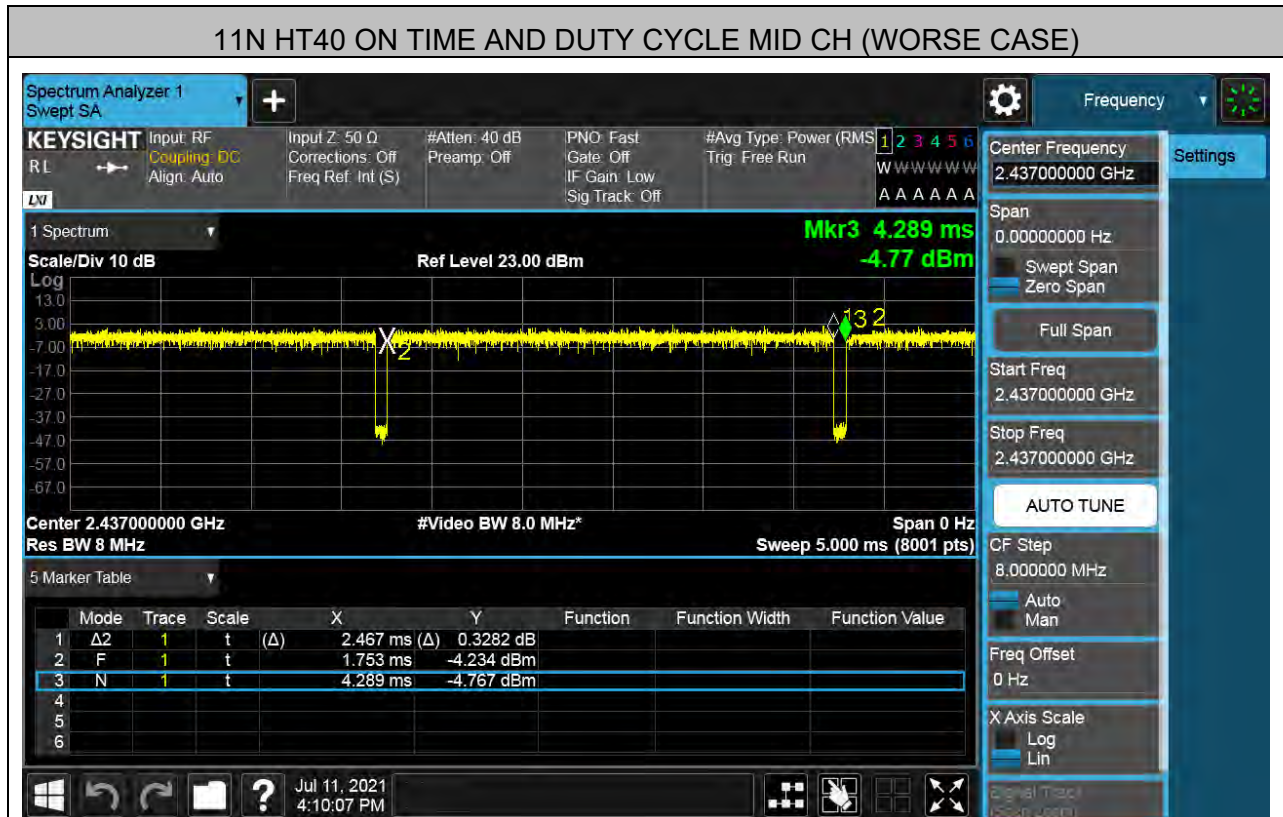 11N HT40 ON TIME AND DUTY CYCLE MID CH (WORSE CASE)
Spectrum Analyzer 1
Swept SA
Frequency
KEYSIGHT
RL
LXI
Input: RF
Coupling: DC
Align: Auto
Input Z: 50 Ω
Corrections: Off
Freq Ref: Int (S)
#Atten: 40 dB
Preamp: Off
PNO: Fast
Gate: Off
IF Gain: Low
Sig Track: Off
#Avg Type: Power (RMS
Trig: Free Run
1 2 3 4 5 6
W W W W W W
A A A A A A
1 Spectrum
Mkr3 4.289 ms
-4.77 dBm
Scale/Div 10 dB
Ref Level 23.00 dBm
Log
13.0
3.00
-7.00
-17.0
-27.0
-37.0
-47.0
-57.0
-67.0
2
1 3 2
Center 2.437000000 GHz
#Video BW 8.0 MHz*
Span 0 Hz
Res BW 8 MHz
Sweep 5.000 ms (8001 pts)
5 Marker Table
Mode Trace Scale X Y Function Function Width Function Value
1 Δ2 1 t (Δ) 2.467 ms (Δ) 0.3282 dB
2 F 1 t 1.753 ms -4.234 dBm
3 N 1 t 4.289 ms -4.767 dBm
4
5
6
Jul 11, 2021
4:10:07 PM
Center Frequency
2.437000000 GHz
Settings
Span
0.00000000 Hz
Swept Span
Zero Span
Full Span
Start Freq
2.437000000 GHz
Stop Freq
2.437000000 GHz
AUTO TUNE
CF Step
8.000000 MHz
Auto
Man
Freq Offset
0 Hz
X Axis Scale
Log
Lin
Signal Track